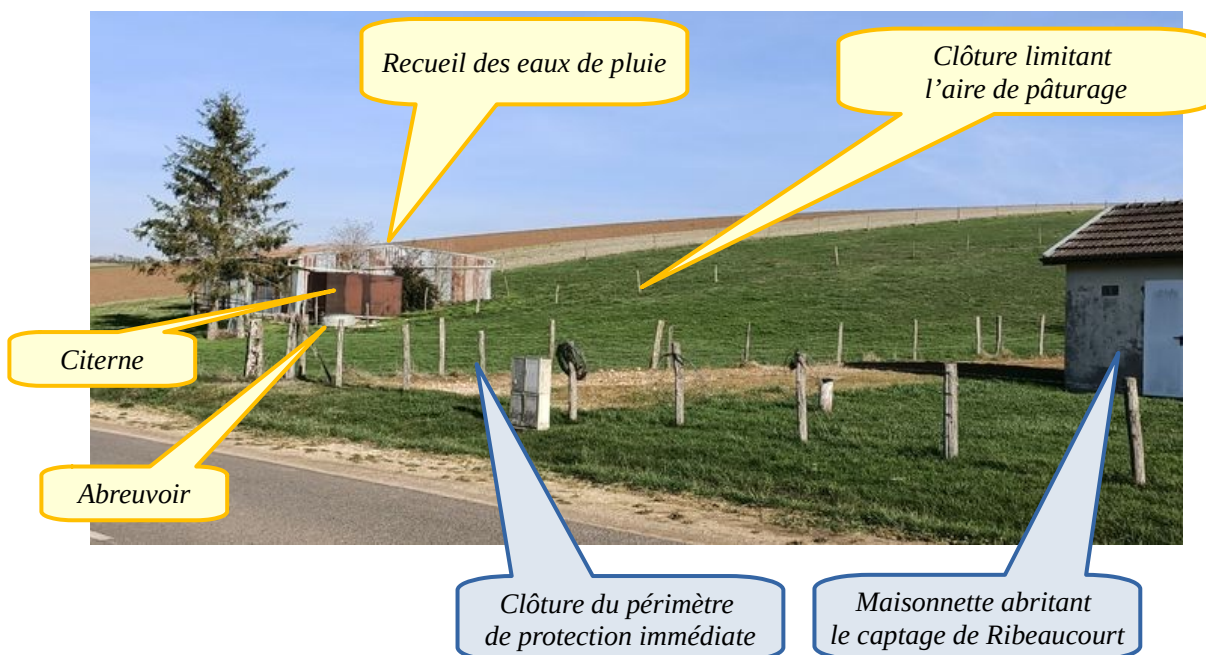 Recueil des eaux de pluie
Clôture limitant
l’aire de pâturage
Citerne
Abreuvoir
Clôture du périmètre
de protection immédiate
Maisonnette abritant
le captage de Ribeaucourt